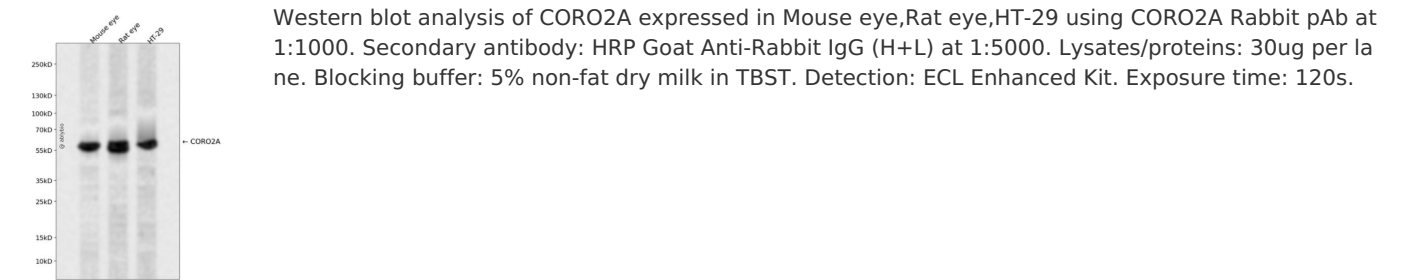 Western blot analysis of CORO2A expressed in Mouse eye,Rat eye,HT-29 using CORO2A Rabbit pAb at
1:1000. Secondary antibody: HRP Goat Anti-Rabbit IgG (H+L) at 1:5000. Lysates/proteins: 30ug per la
ne. Blocking buffer: 5% non-fat dry milk in TBST. Detection: ECL Enhanced Kit. Exposure time: 120s.
Mouse eye
Rat eye
HT-29
250kD
130kD
100kD
70kD
55kD
35kD
25kD
15kD
10kD
← CORO2A